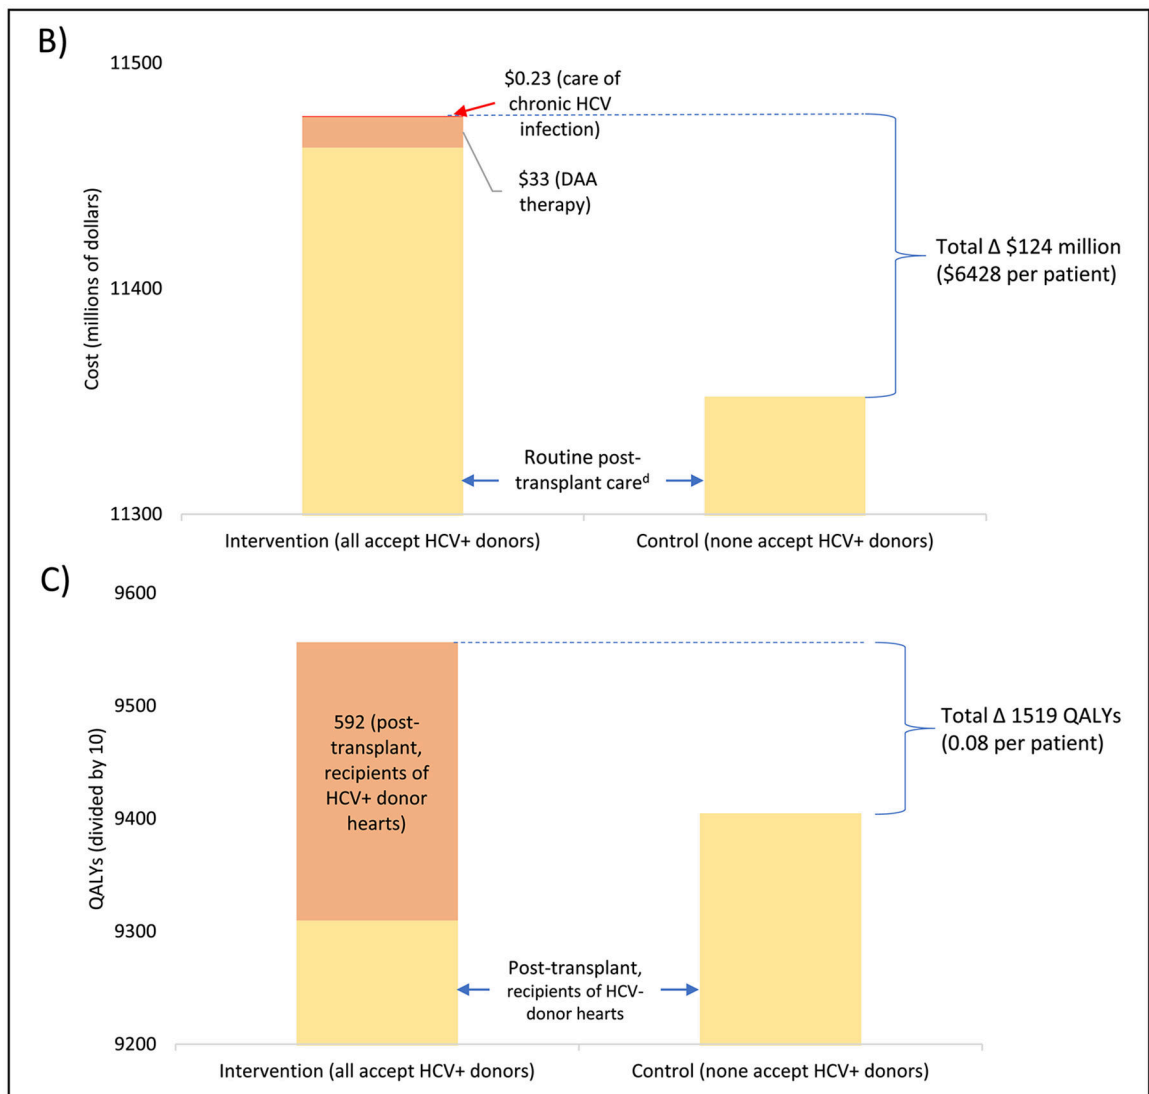 B)
11500
$0.23 (care of
chronic HCV
infection)
$33 (DAA
therapy)
Cost (millions of dollars)
Total Δ $124 million
($6428 per patient)
11400
Routine post-
transplant careᵈ
11300
Intervention (all accept HCV+ donors)
Control (none accept HCV+ donors)
C)
9600
9500
592 (post-
transplant,
recipients of
HCV+ donor
hearts)
Total Δ 1519 QALYs
(0.08 per patient)
QALYs (divided by 10)
9400
9300
Post-transplant,
recipients of HCV-
donor hearts
9200
Intervention (all accept HCV+ donors)
Control (none accept HCV+ donors)